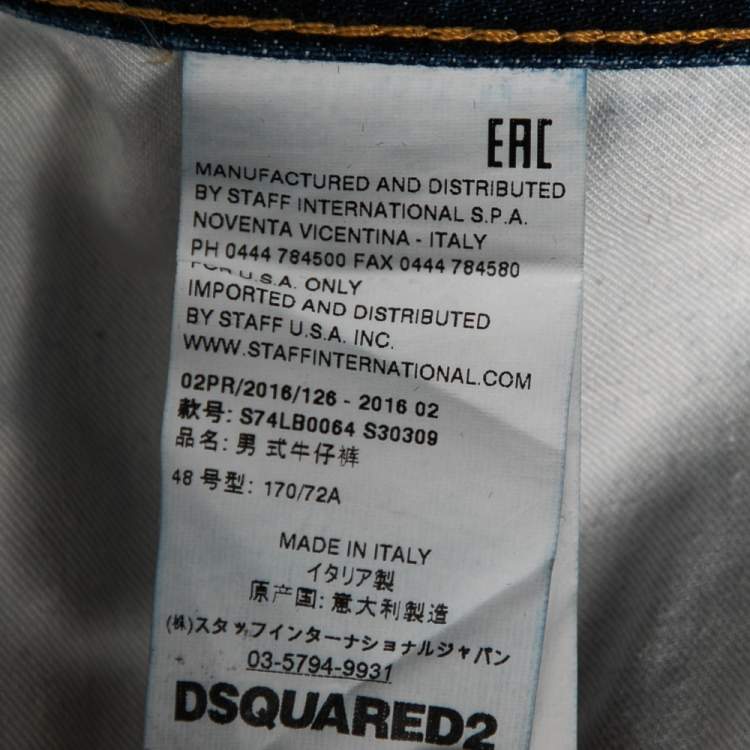 EAC
MANUFACTURED AND DISTRIBUTED
BY STAFF INTERNATIONAL S.P.A.
NOVENTA VICENTINA - ITALY
PH 0444 784500 FAX 0444 784580
FOR U.S.A. ONLY
IMPORTED AND DISTRIBUTED
BY STAFF U.S.A. INC.
WWW.STAFFINTERNATIONAL.COM
02PR/2016/126 - 2016 02
款号: S74LB0064 S30309
品名: 男 式牛仔裤
48 号型: 170/72A
MADE IN ITALY
イタリア製
原产国: 意大利製造
(株)スタッフインターナショナルジャパン
03-5794-9931
DSQUARED2